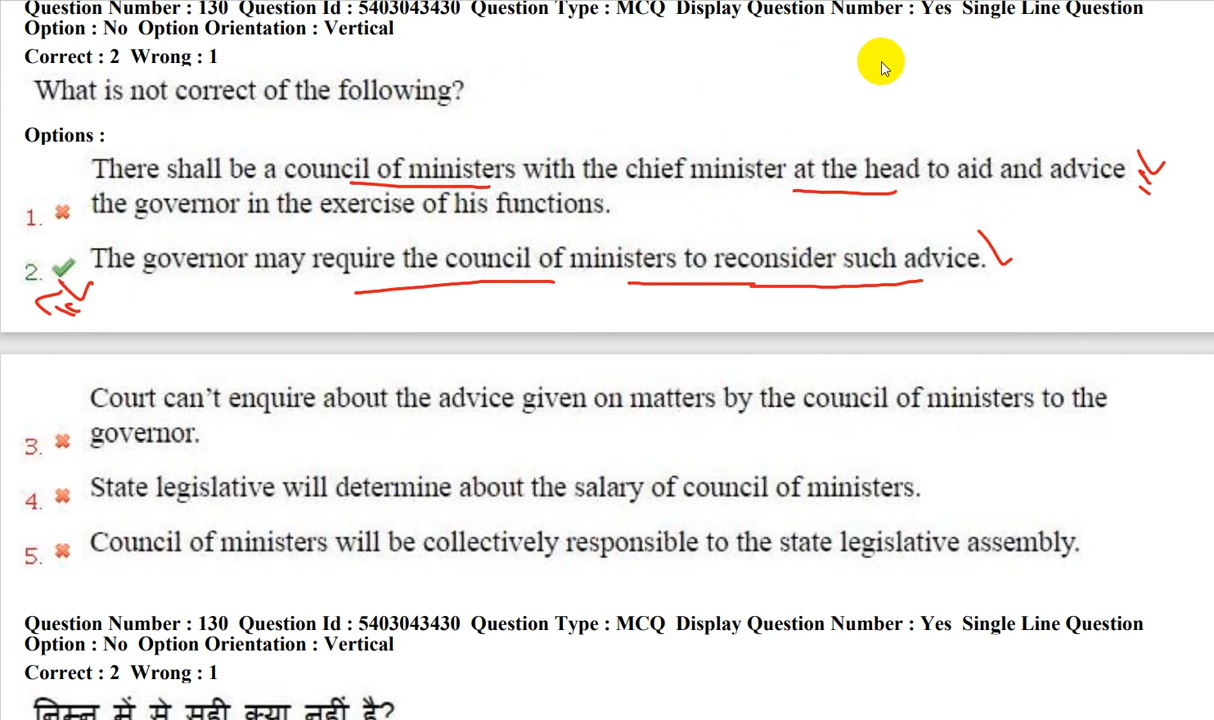 Question Number : 130 Question Id : 5403043430 Question Type : MCQ Display Question Number : Yes Single Line Question
Option : No Option Orientation : Vertical
Correct : 2 Wrong : 1
What is not correct of the following?
Options :
There shall be a council of ministers with the chief minister at the head to aid and advice
1. the governor in the exercise of his functions.
2. The governor may require the council of ministers to reconsider such advice.
Court can't enquire about the advice given on matters by the council of ministers to the
3. governor.
4. State legislative will determine about the salary of council of ministers.
5. Council of ministers will be collectively responsible to the state legislative assembly.
Question Number : 130 Question Id : 5403043430 Question Type : MCQ Display Question Number : Yes Single Line Question
Option : No Option Orientation : Vertical
Correct : 2 Wrong : 1
निम्न में से सही क्या नहीं है?